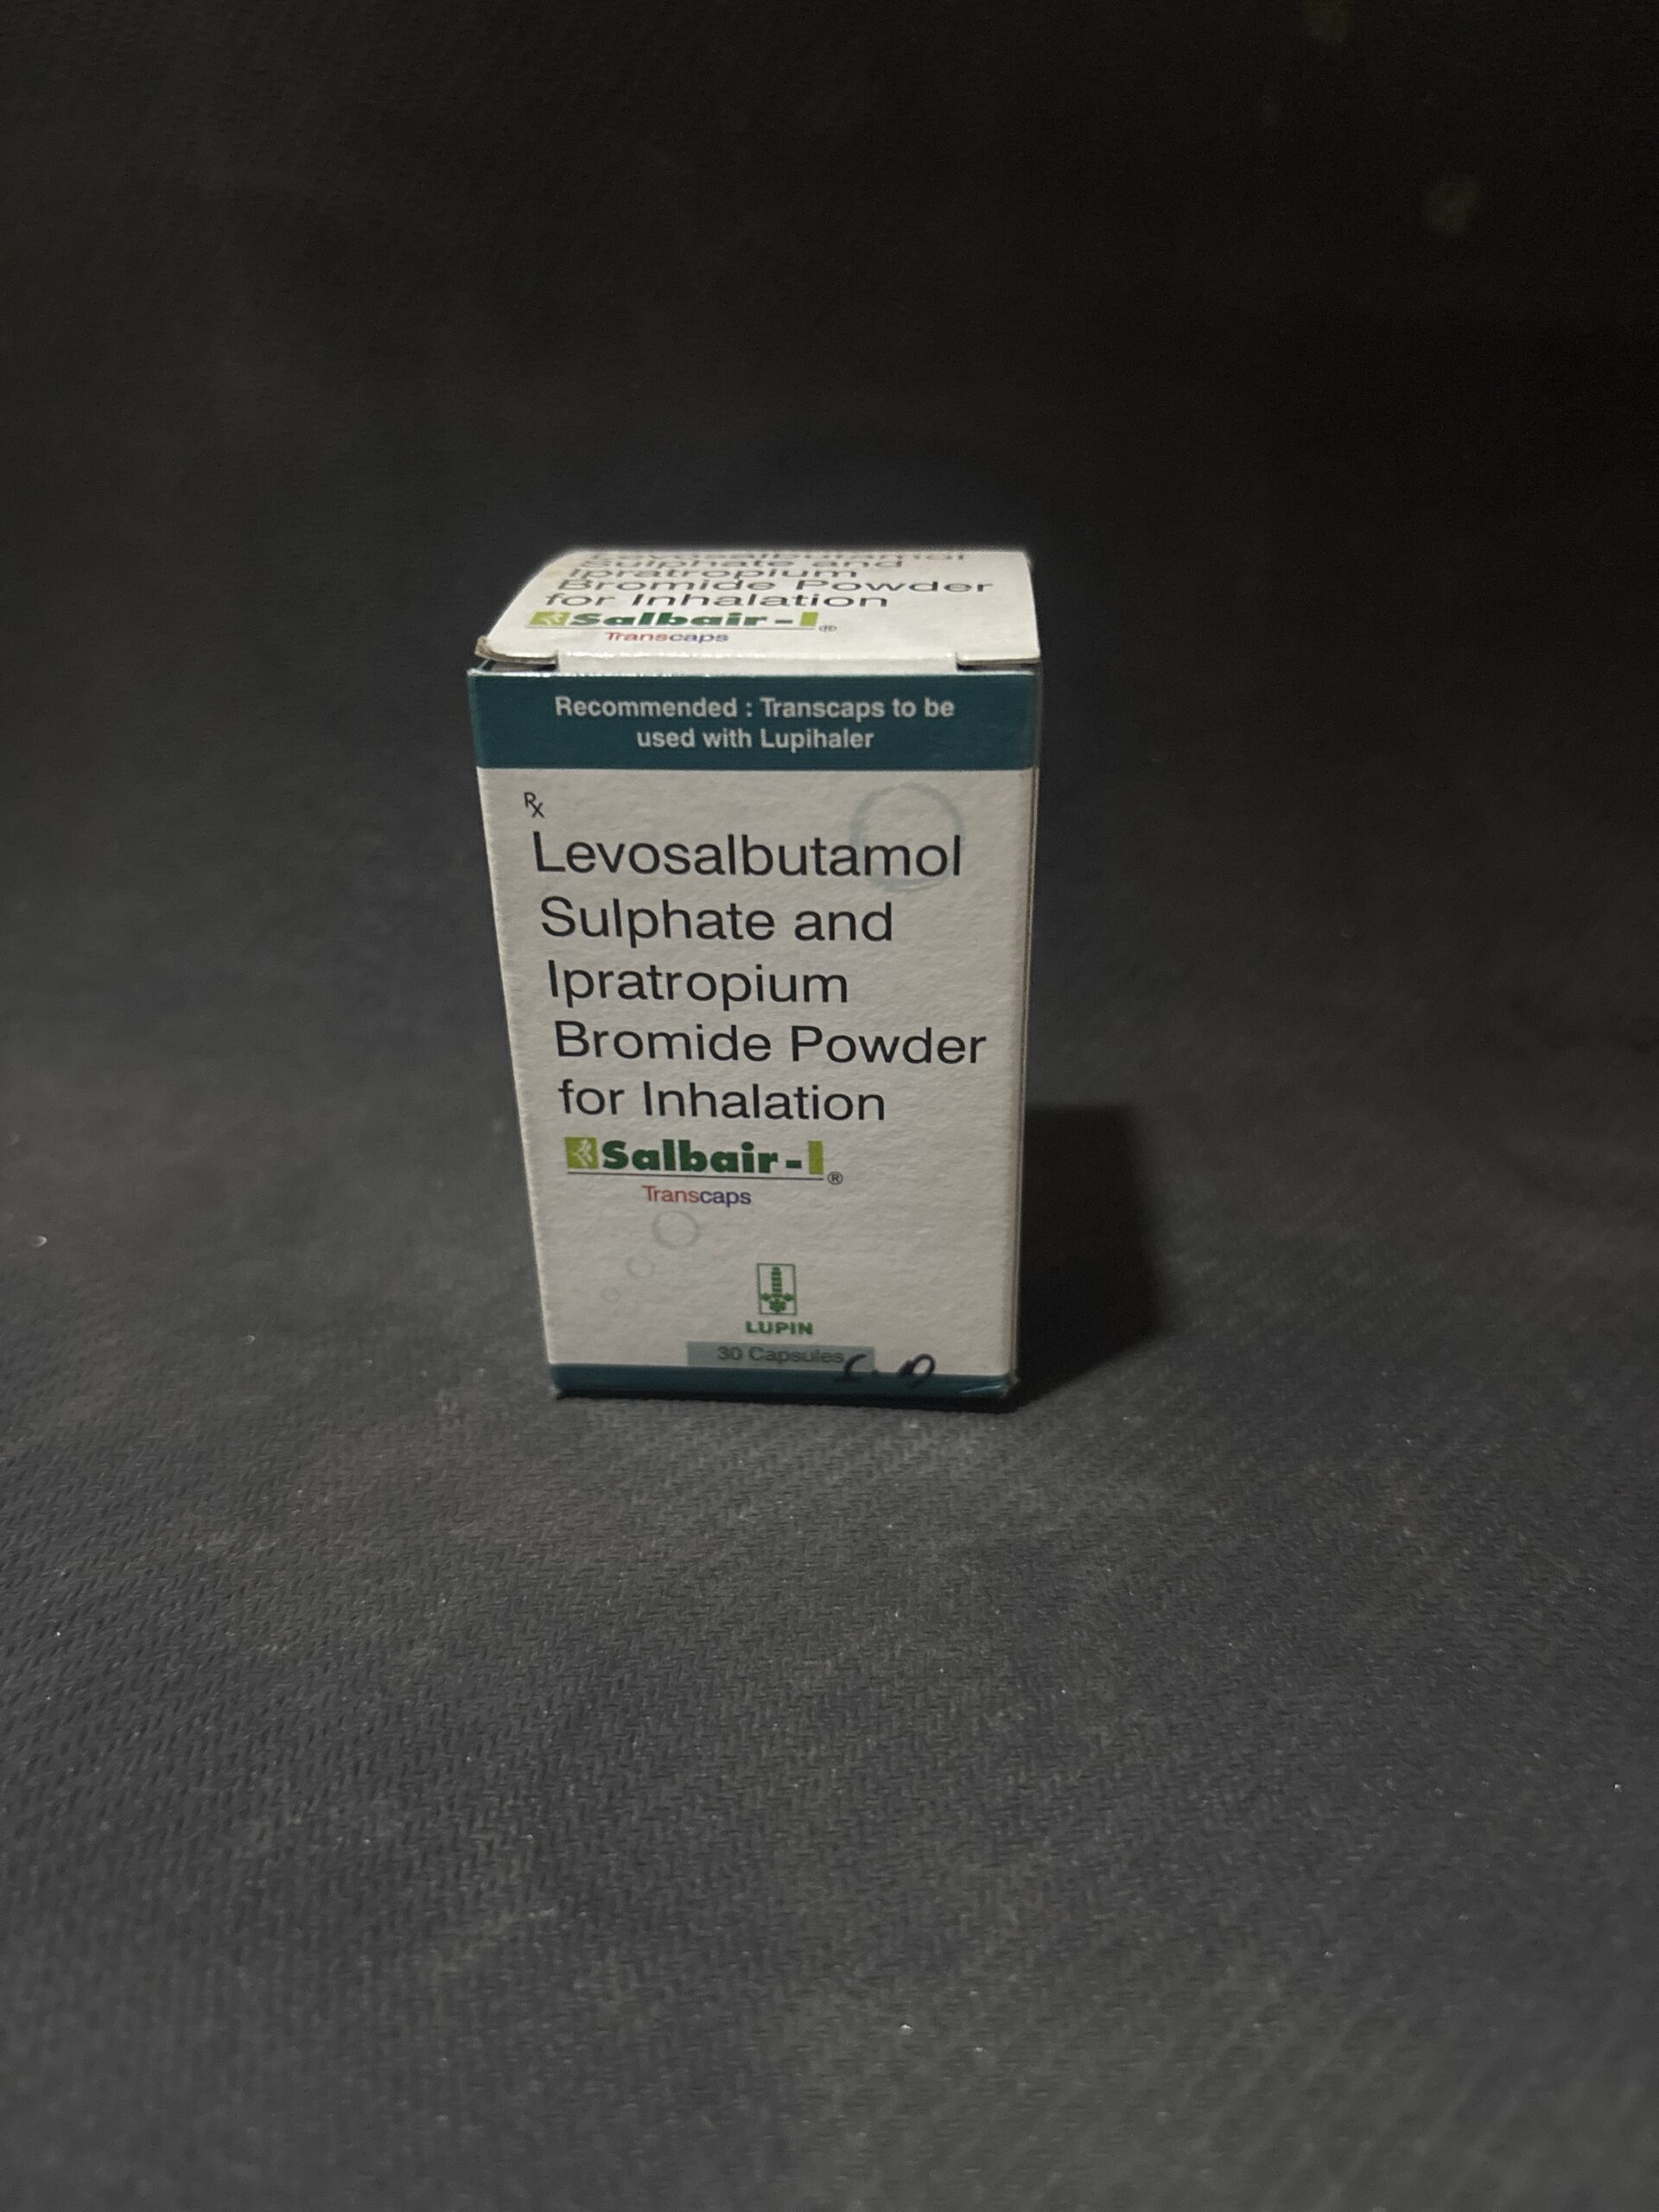 Levosalbutamol
Sulphate and
Ipratropium
Bromide Powder
for Inhalation
Salbair-I®
Transcaps
Recommended : Transcaps to be
used with Lupihaler
Rx
Levosalbutamol
Sulphate and
Ipratropium
Bromide Powder
for Inhalation
Salbair-I®
Transcaps
LUPIN
30 Capsules